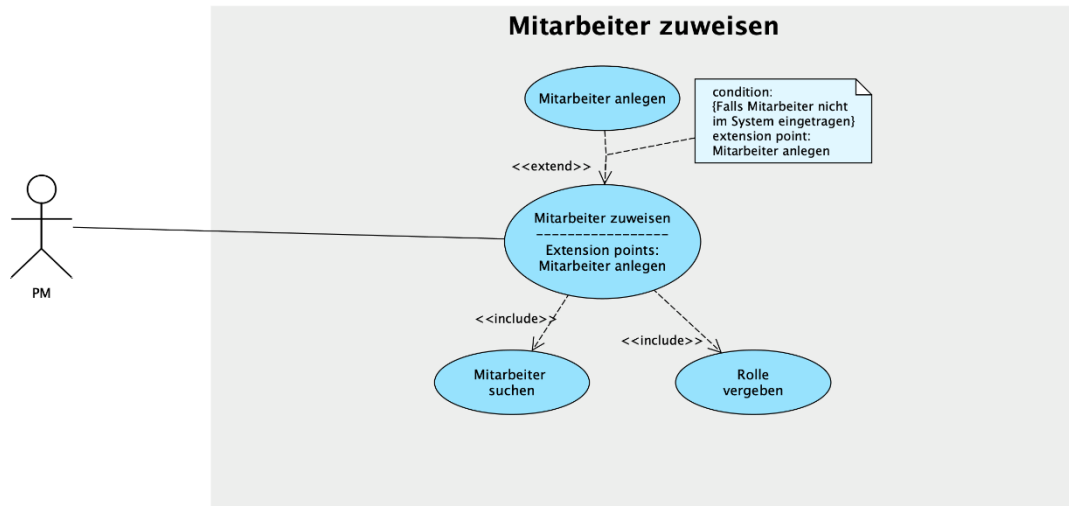 Mitarbeiter zuweisen
Mitarbeiter anlegen
condition:
{Falls Mitarbeiter nicht
im System eingetragen}
extension point:
Mitarbeiter anlegen
<<extend>>
Mitarbeiter zuweisen
Extension points:
Mitarbeiter anlegen
PM
<<include>>
<<include>>
Mitarbeiter
suchen
Rolle
vergeben